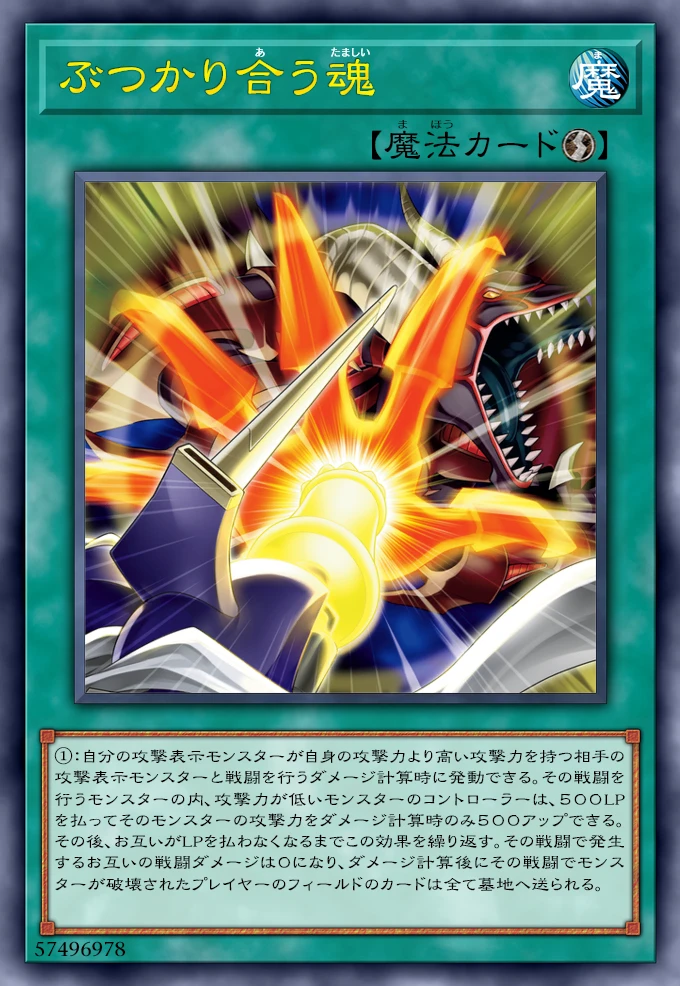 ぶつかり合う魂
あ たましい
魔
ま
【魔法カード】
ま ほう
①:自分の攻撃表示モンスターが自身の攻撃力より高い攻撃力を持つ相手の
攻撃表示モンスターと戦闘を行うダメージ計算時に発動できる。その戦闘を
行うモンスターの内、攻撃力が低いモンスターのコントローラーは、500LP
を払ってそのモンスターの攻撃力をダメージ計算時のみ500アップできる。
その後、お互いがLPを払わなくなるまでこの効果を繰り返す。その戦闘で発生
するお互いの戦闘ダメージは0になり、ダメージ計算後にその戦闘でモンス
ターが破壊されたプレイヤーのフィールドのカードは全て墓地へ送られる。
57496978